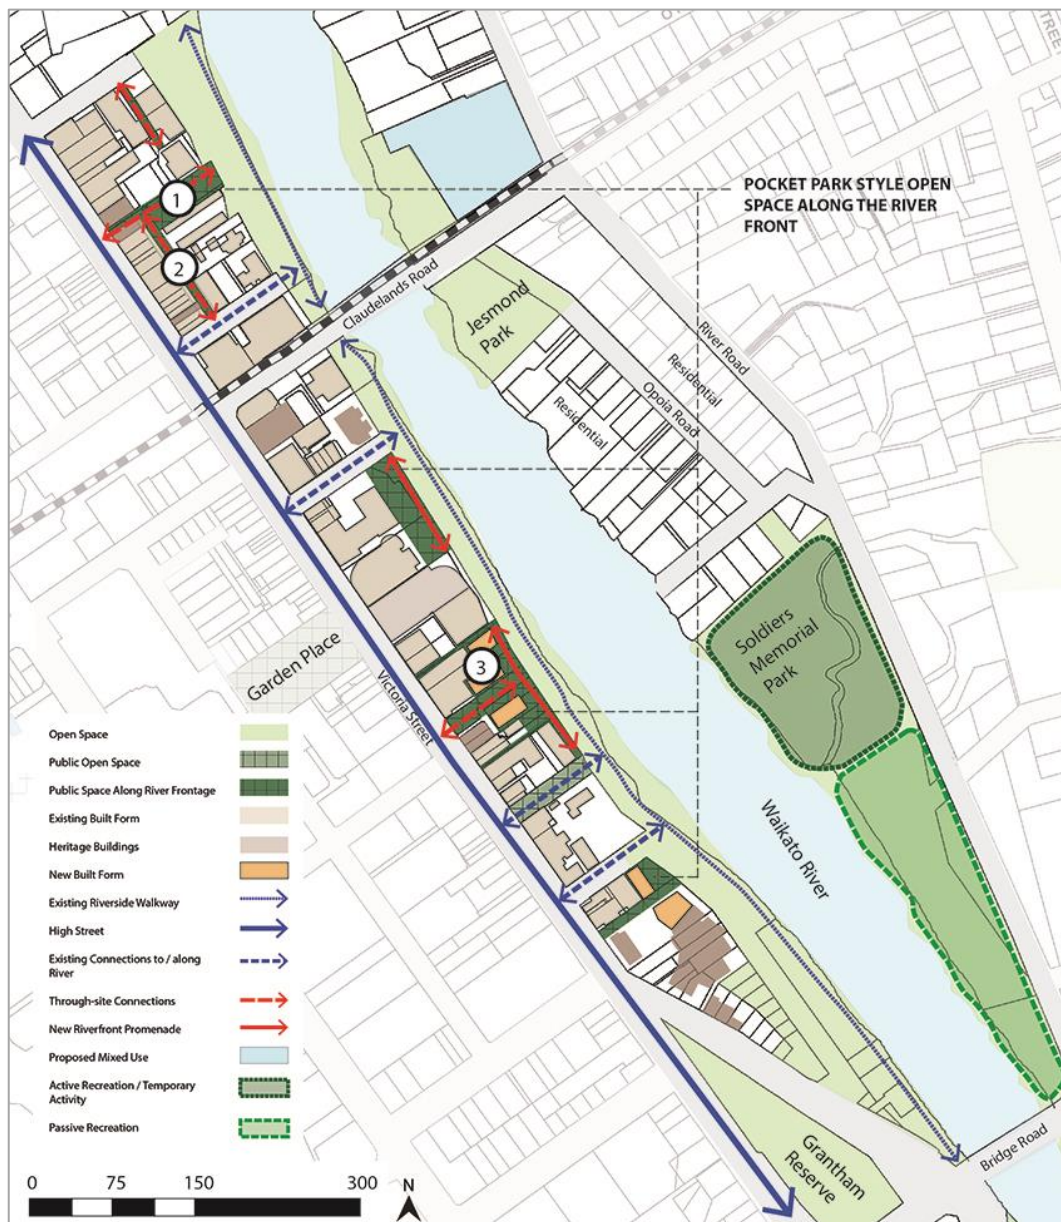 POCKET PARK STYLE OPEN
SPACE ALONG THE RIVER
FRONT
1
2
3
Claudelands Road
Jesmond
Park
River Road
Residential
Opoia Road
Residential
Garden Place
Victoria Street
Soldiers
Memorial
Park
Waikato River
Grantham
Reserve
Bridge Road
Open Space
Public Open Space
Public Space Along River Frontage
Existing Built Form
Heritage Buildings
New Built Form
Existing Riverside Walkway
High Street
Existing Connections to / along
River
Through-site Connections
New Riverfront Promenade
Proposed Mixed Use
Active Recreation / Temporary
Activity
Passive Recreation
0 75 150 300
N